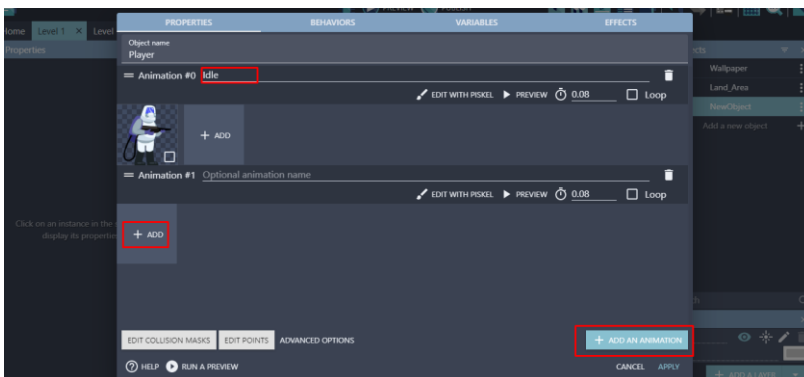 PREVIEW PUBLISH
Home Level 1 × Level
PROPERTIES BEHAVIORS VARIABLES EFFECTS
Properties
Object name
Player
Animation #0 Idle
EDIT WITH PISKEL PREVIEW 0.08 Loop
+ ADD
Animation #1 Optional animation name
EDIT WITH PISKEL PREVIEW 0.08 Loop
+ ADD
Click on an instance in the
display its properties
Wallpaper
Land_Area
NewObject
Add a new object +
EDIT COLLISION MASKS EDIT POINTS ADVANCED OPTIONS + ADD AN ANIMATION
HELP RUN A PREVIEW CANCEL APPLY
+ ADD A LAYER